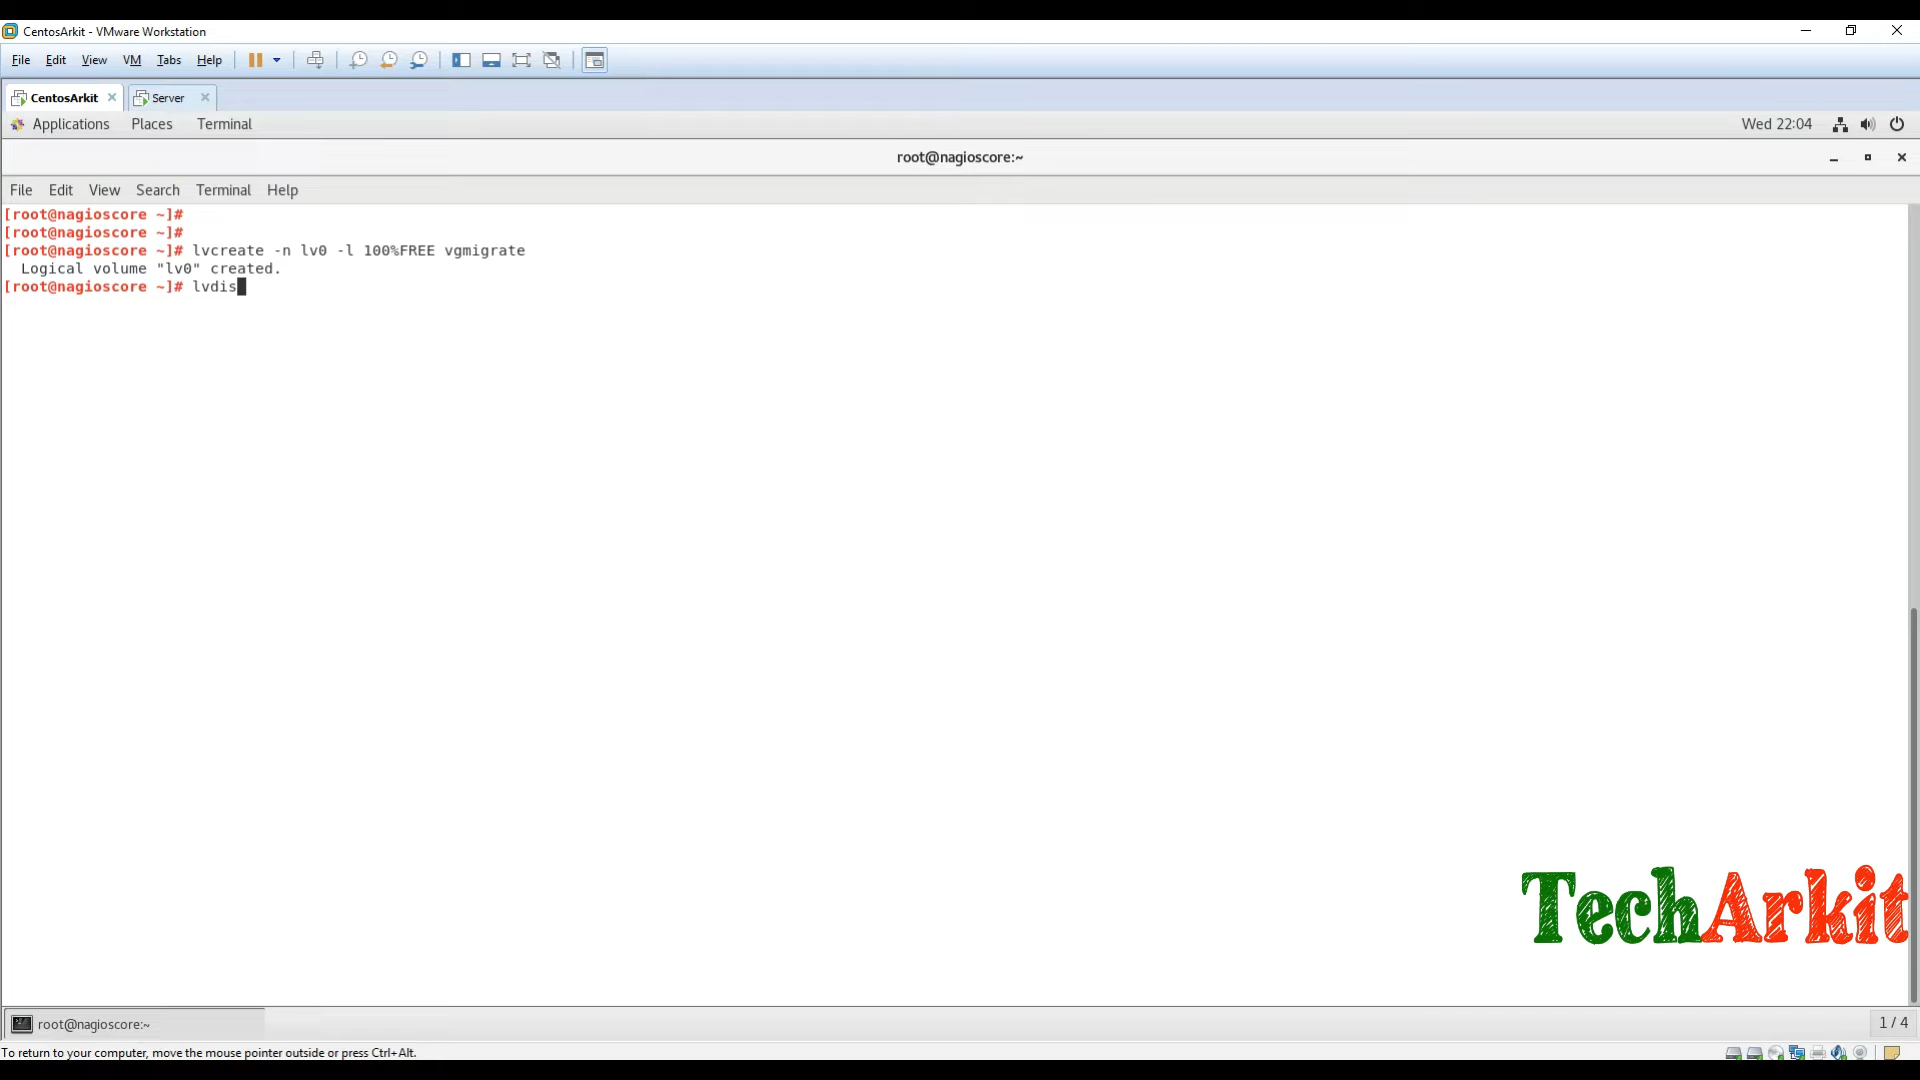 CentosArkit - VMware Workstation
File Edit View VM Tabs Help
CentosArkit Server
Applications Places Terminal Wed 22:04
root@nagioscore:~
File Edit View Search Terminal Help
[root@nagioscore ~]#
[root@nagioscore ~]#
[root@nagioscore ~]# lvcreate -n lv0 -l 100%FREE vgmigrate
Logical volume "lv0" created.
[root@nagioscore ~]# lvdis
TechArkit
root@nagioscore:~ 1 / 4
To return to your computer, move the mouse pointer outside or press Ctrl+Alt.